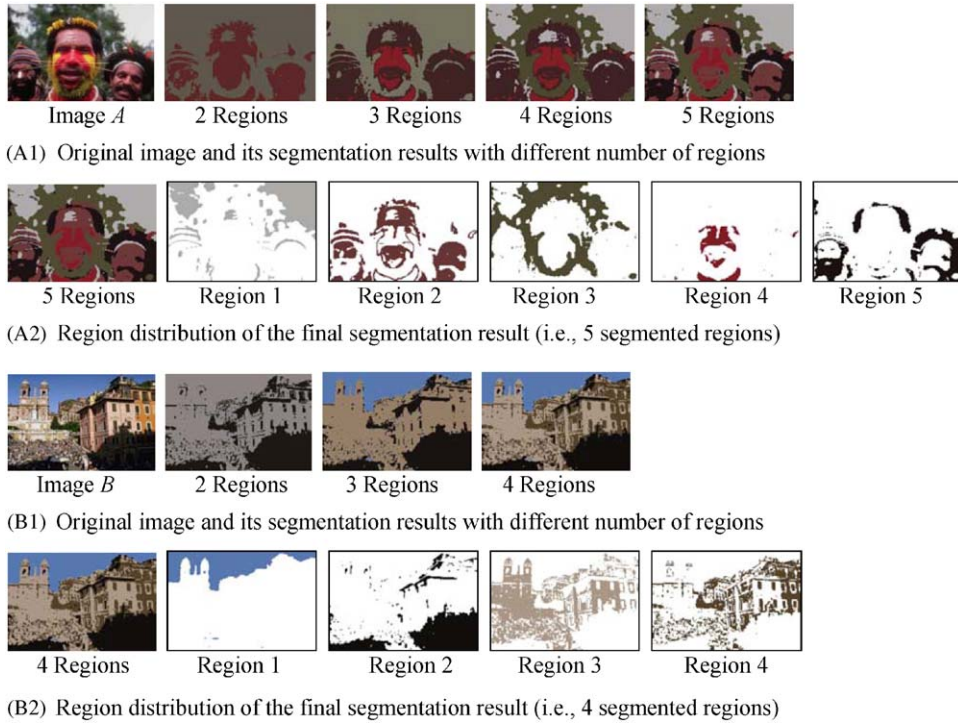 Image A 2 Regions 3 Regions 4 Regions 5 Regions
(A1) Original image and its segmentation results with different number of regions
5 Regions Region 1 Region 2 Region 3 Region 4 Region 5
(A2) Region distribution of the final segmentation result (i.e., 5 segmented regions)
Image B 2 Regions 3 Regions 4 Regions
(B1) Original image and its segmentation results with different number of regions
4 Regions Region 1 Region 2 Region 3 Region 4
(B2) Region distribution of the final segmentation result (i.e., 4 segmented regions)